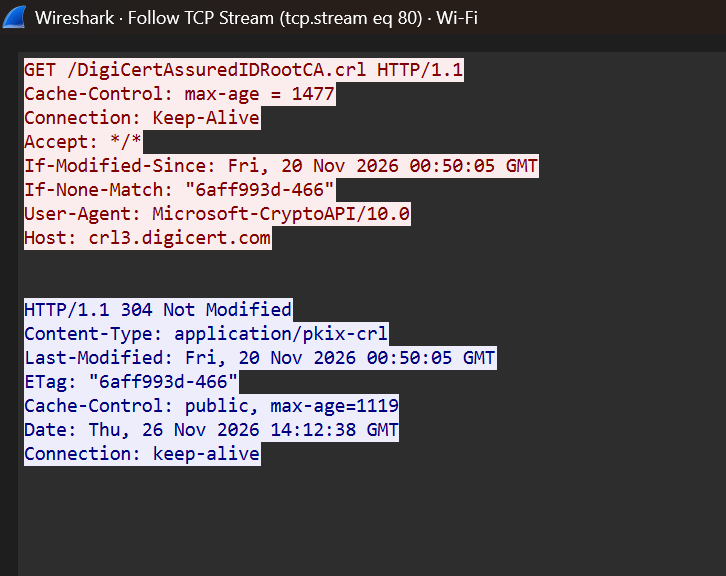 Wireshark · Follow TCP Stream (tcp.stream eq 80) · Wi-Fi
GET /DigiCertAssuredIDRootCA.crl HTTP/1.1
Cache-Control: max-age = 1477
Connection: Keep-Alive
Accept: */*
If-Modified-Since: Fri, 20 Nov 2026 00:50:05 GMT
If-None-Match: "6aff993d-466"
User-Agent: Microsoft-CryptoAPI/10.0
Host: crl3.digicert.com
HTTP/1.1 304 Not Modified
Content-Type: application/pkix-crl
Last-Modified: Fri, 20 Nov 2026 00:50:05 GMT
ETag: "6aff993d-466"
Cache-Control: public, max-age=1119
Date: Thu, 26 Nov 2026 14:12:38 GMT
Connection: keep-alive